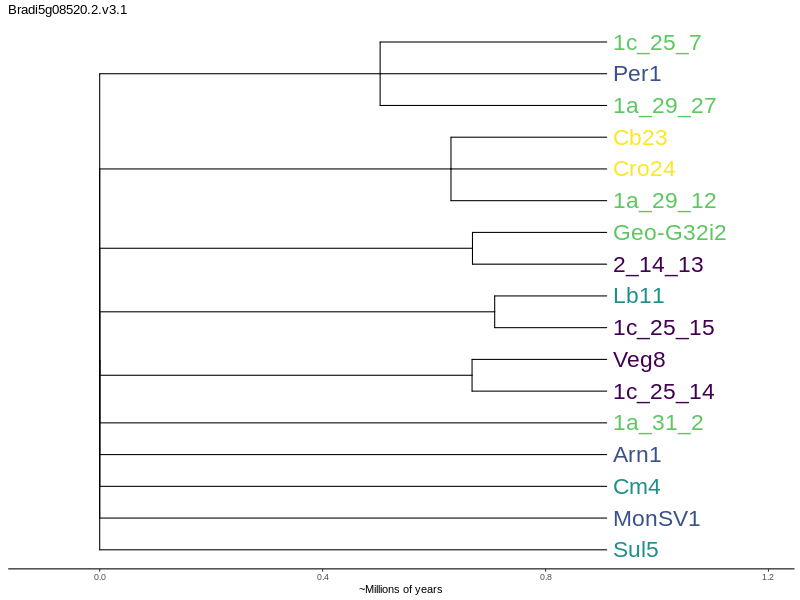 Bradi5g08520.2.v3.1
1c_25_7
Per1
1a_29_27
Cb23
Cro24
1a_29_12
Geo-G32i2
2_14_13
Lb11
1c_25_15
Veg8
1c_25_14
1a_31_2
Arn1
Cm4
MonSV1
Sul5
0.0 0.4 0.8 1.2
~Millions of years